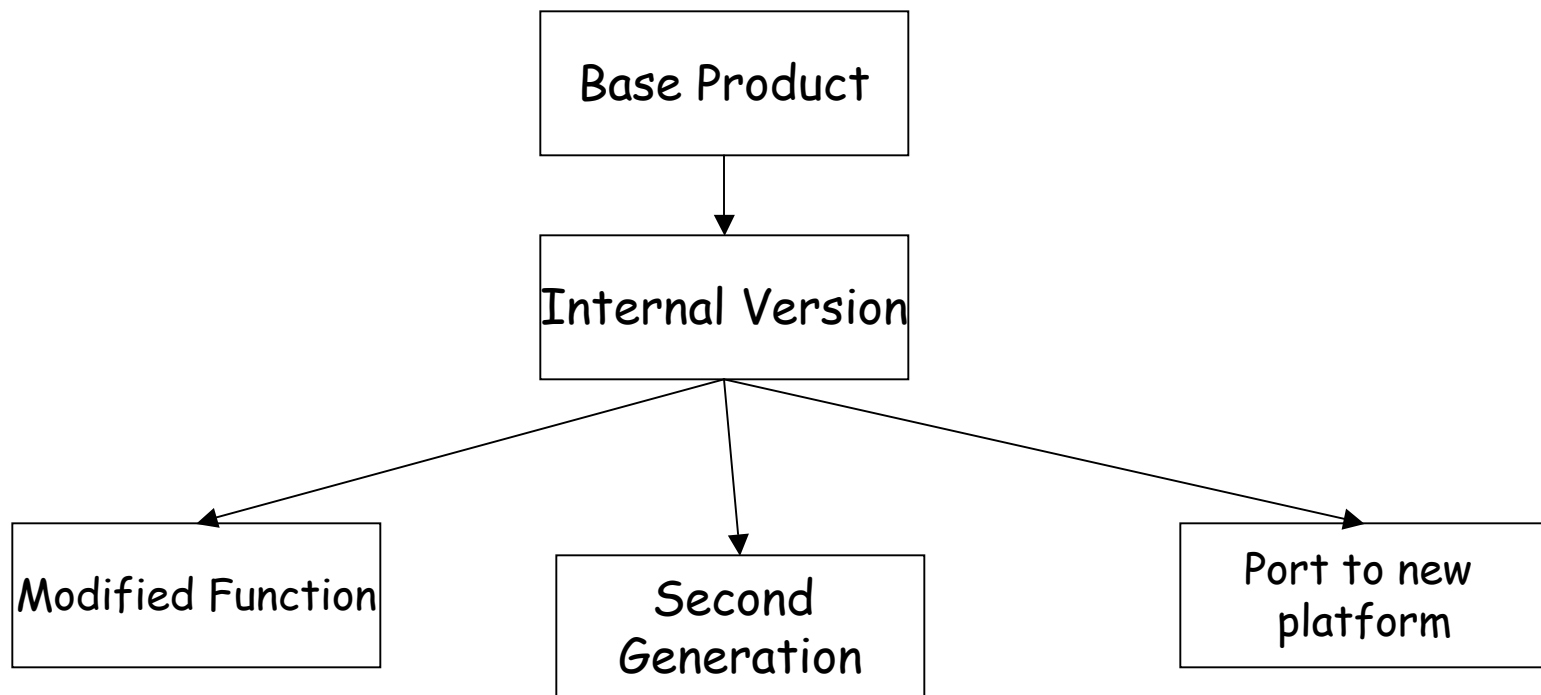 Base Product
Internal Version
Modified Function
Second
Generation
Port to new
platform